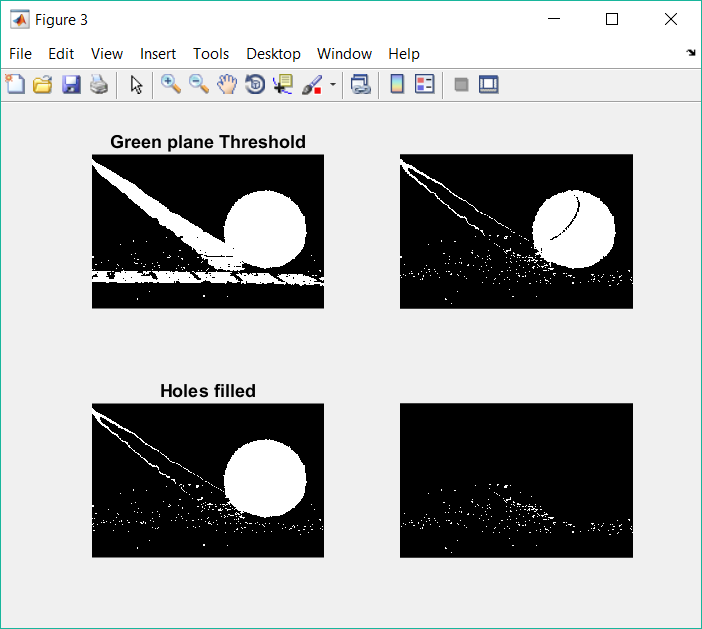 Figure 3
File Edit View Insert Tools Desktop Window Help
Green plane Threshold
Holes filled